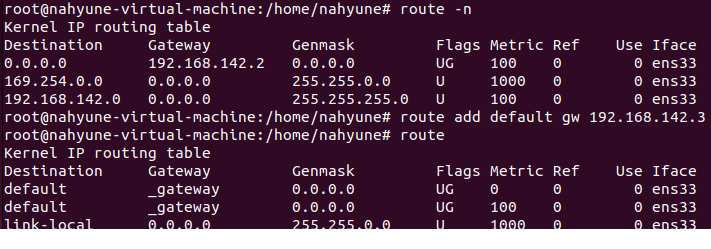 root@nahyune-virtual-machine:/home/nahyune# route -n
Kernel IP routing table
Destination     Gateway         Genmask         Flags Metric Ref    Use Iface
0.0.0.0         192.168.142.2   0.0.0.0         UG    100    0        0 ens33
169.254.0.0     0.0.0.0         255.255.0.0     U     1000   0        0 ens33
192.168.142.0   0.0.0.0         255.255.255.0   U     100    0        0 ens33
root@nahyune-virtual-machine:/home/nahyune# route add default gw 192.168.142.3
root@nahyune-virtual-machine:/home/nahyune# route
Kernel IP routing table
Destination     Gateway         Genmask         Flags Metric Ref    Use Iface
default         _gateway        0.0.0.0         UG    0      0        0 ens33
default         _gateway        0.0.0.0         UG    100    0        0 ens33
link-local      0.0.0.0         255.255.0.0     U     1000   0        0 ens33